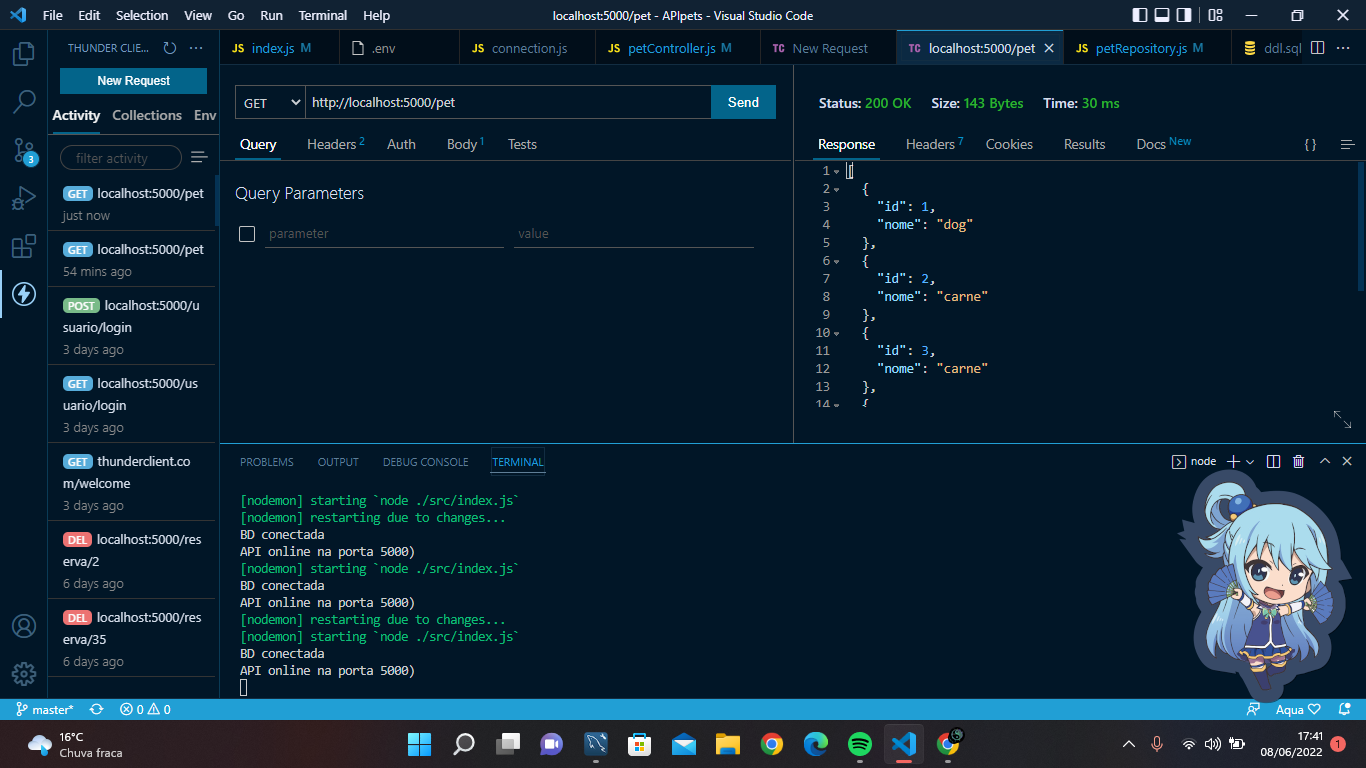 File Edit Selection View Go Run Terminal Help
localhost:5000/pet - APIpets - Visual Studio Code
THUNDER CLIE...
index.js M
.env
connection.js
petController.js M
New Request
localhost:5000/pet
petRepository.js M
ddl.sql
New Request
Activity Collections Env
filter activity
GET localhost:5000/pet
just now
GET localhost:5000/pet
54 mins ago
POST localhost:5000/u
suario/login
3 days ago
GET localhost:5000/us
uario/login
3 days ago
GET thunderclient.co
m/welcome
3 days ago
DEL localhost:5000/res
erva/2
6 days ago
DEL localhost:5000/res
erva/35
6 days ago
3
GET http://localhost:5000/pet Send
Query Headers 2 Auth Body 1 Tests
Query Parameters
parameter value
Status: 200 OK Size: 143 Bytes Time: 30 ms
Response Headers 7 Cookies Results Docs New { }
1 [
2 {
3 "id": 1,
4 "nome": "dog"
5 },
6 {
7 "id": 2,
8 "nome": "carne"
9 },
10 {
11 "id": 3,
12 "nome": "carne"
13 },
14 {
PROBLEMS OUTPUT DEBUG CONSOLE TERMINAL
node
[nodemon] starting `node ./src/index.js`
[nodemon] restarting due to changes...
BD conectada
API online na porta 5000)
[nodemon] starting `node ./src/index.js`
BD conectada
API online na porta 5000)
[nodemon] restarting due to changes...
[nodemon] starting `node ./src/index.js`
BD conectada
API online na porta 5000)
master* 0 0
Aqua
16°C
Chuva fraca
17:41
08/06/2022
1